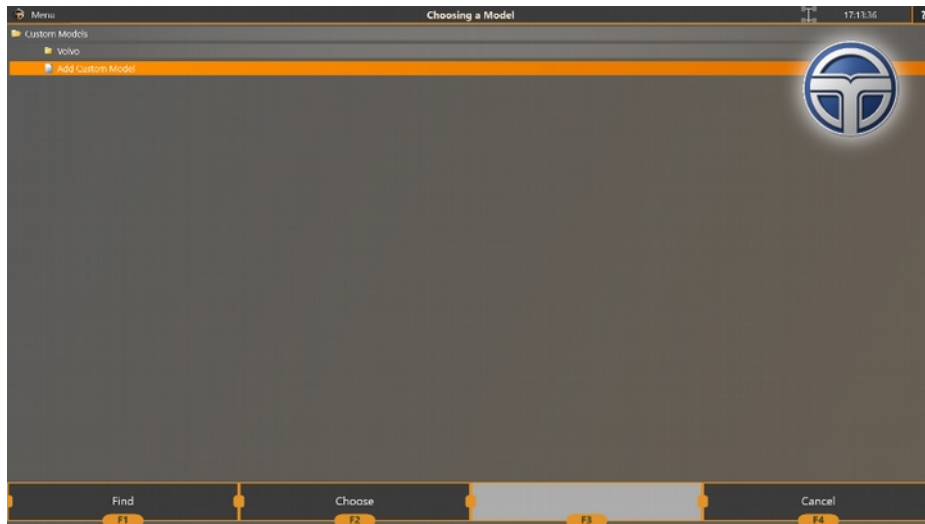 Menu
Choosing a Model
17:13:36
?
Custom Models
Volvo
Add Custom Model
Find
Choose
Cancel
F1
F2
F3
F4